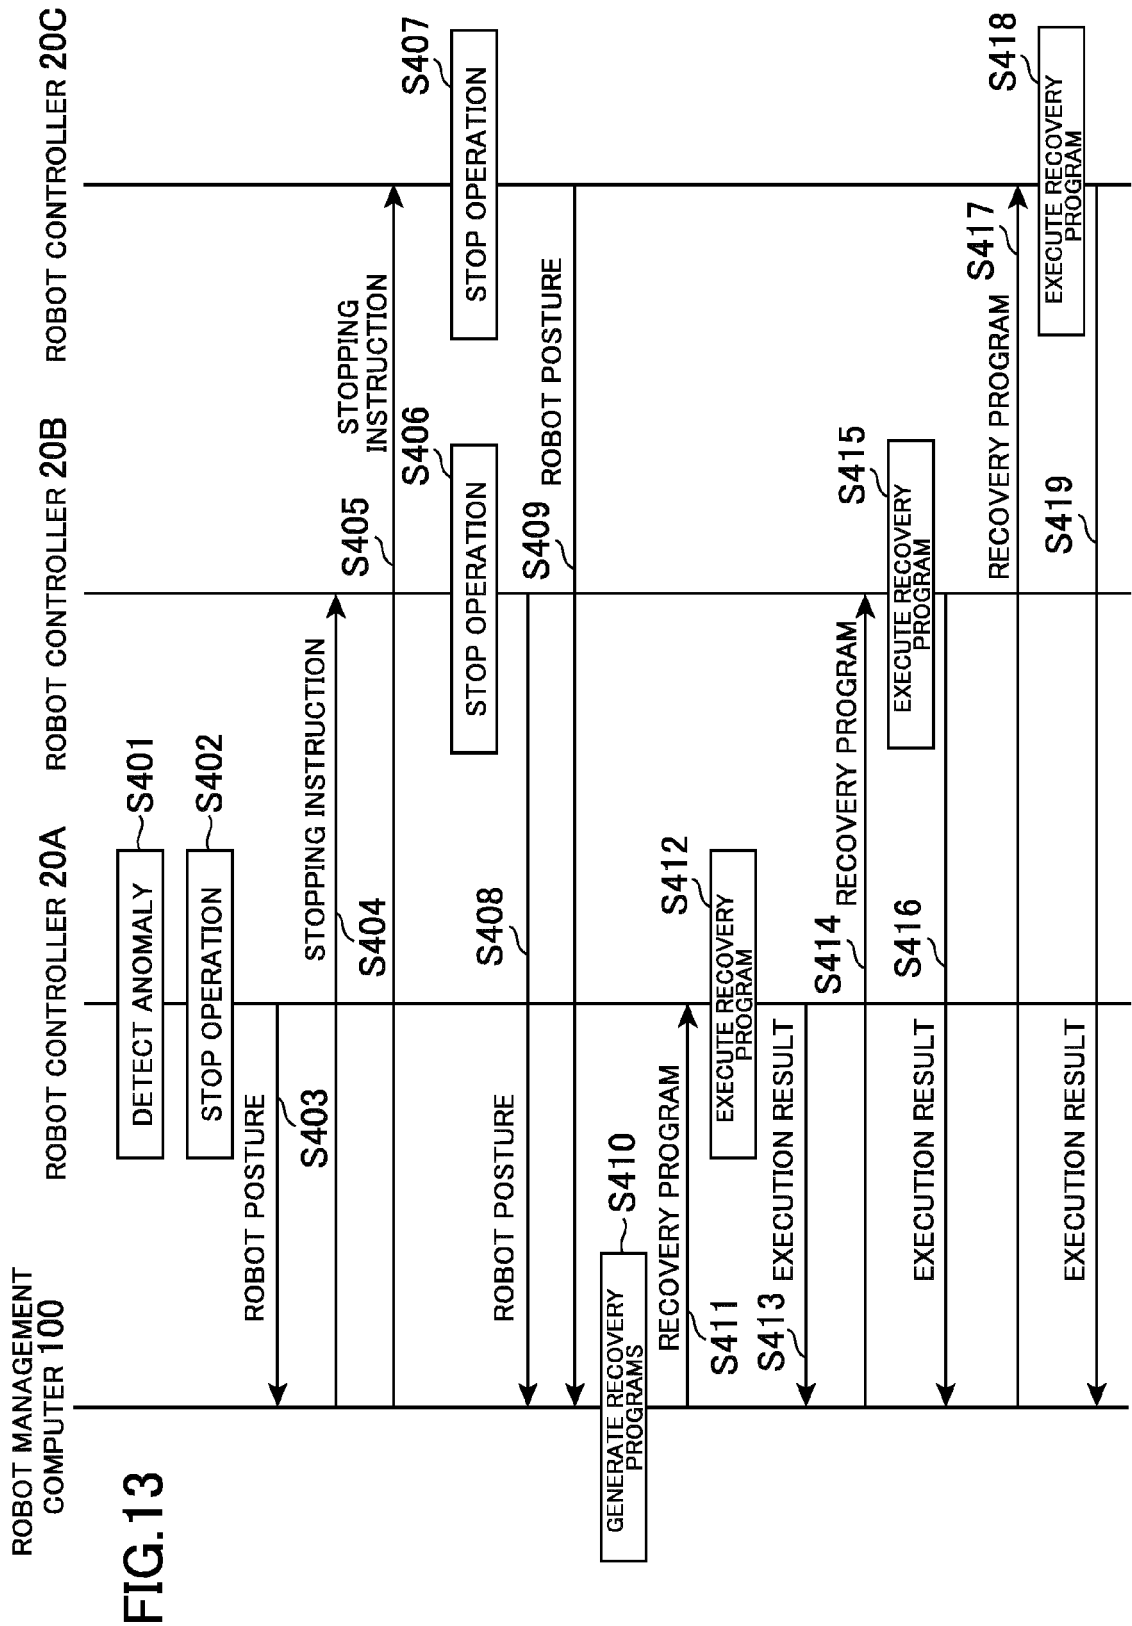 FIG.13
ROBOT MANAGEMENT
COMPUTER 100
ROBOT CONTROLLER 20A
ROBOT CONTROLLER 20B
ROBOT CONTROLLER 20C
DETECT ANOMALY
S401
STOP OPERATION
S402
ROBOT POSTURE
S403
STOPPING INSTRUCTION
S404
STOPPING
INSTRUCTION
S405
STOP OPERATION
S406
STOP OPERATION
S407
ROBOT POSTURE
S408
ROBOT POSTURE
S409
GENERATE RECOVERY
PROGRAMS
S410
RECOVERY PROGRAM
S411
EXECUTE RECOVERY
PROGRAM
S412
EXECUTION RESULT
S413
RECOVERY PROGRAM
S414
EXECUTE RECOVERY
PROGRAM
S415
EXECUTION RESULT
S416
RECOVERY PROGRAM
S417
EXECUTE RECOVERY
PROGRAM
S418
EXECUTION RESULT
S419